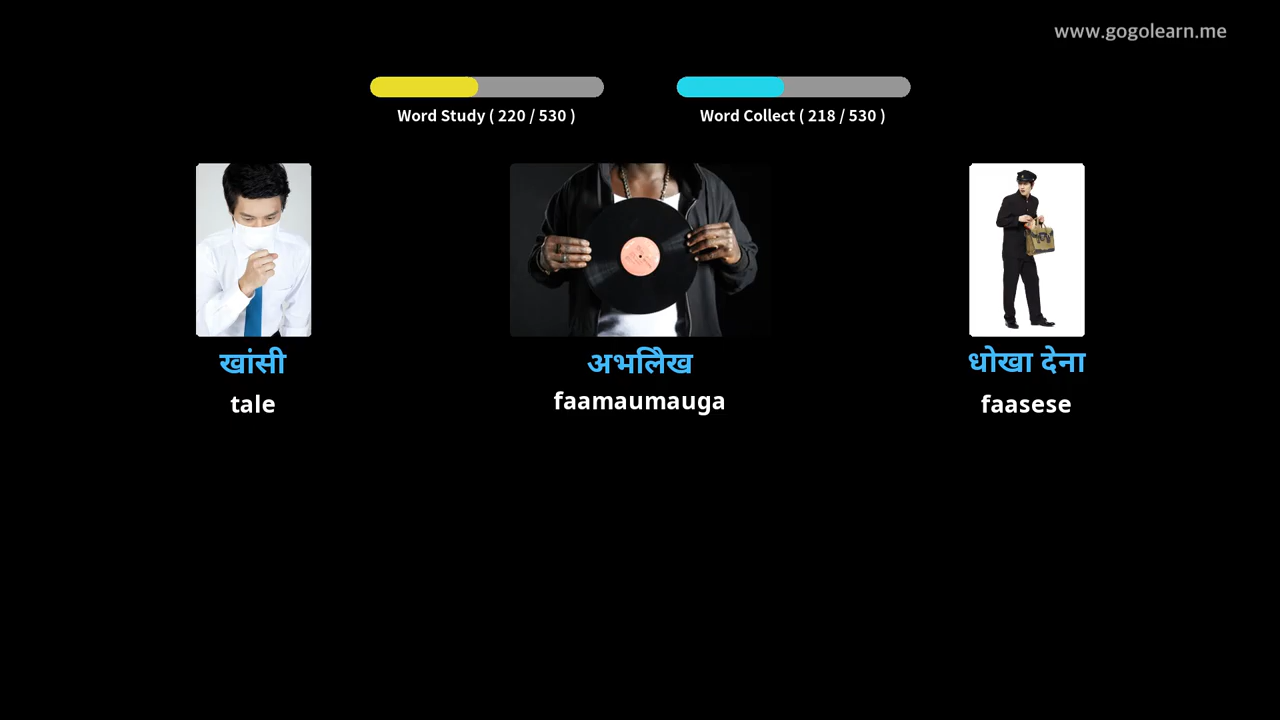 www.gogolearn.me
Word Study ( 220 / 530 )
Word Collect ( 218 / 530 )
खांसी
अभिलेख
धोखा देना
tale
faamaumauga
faasese